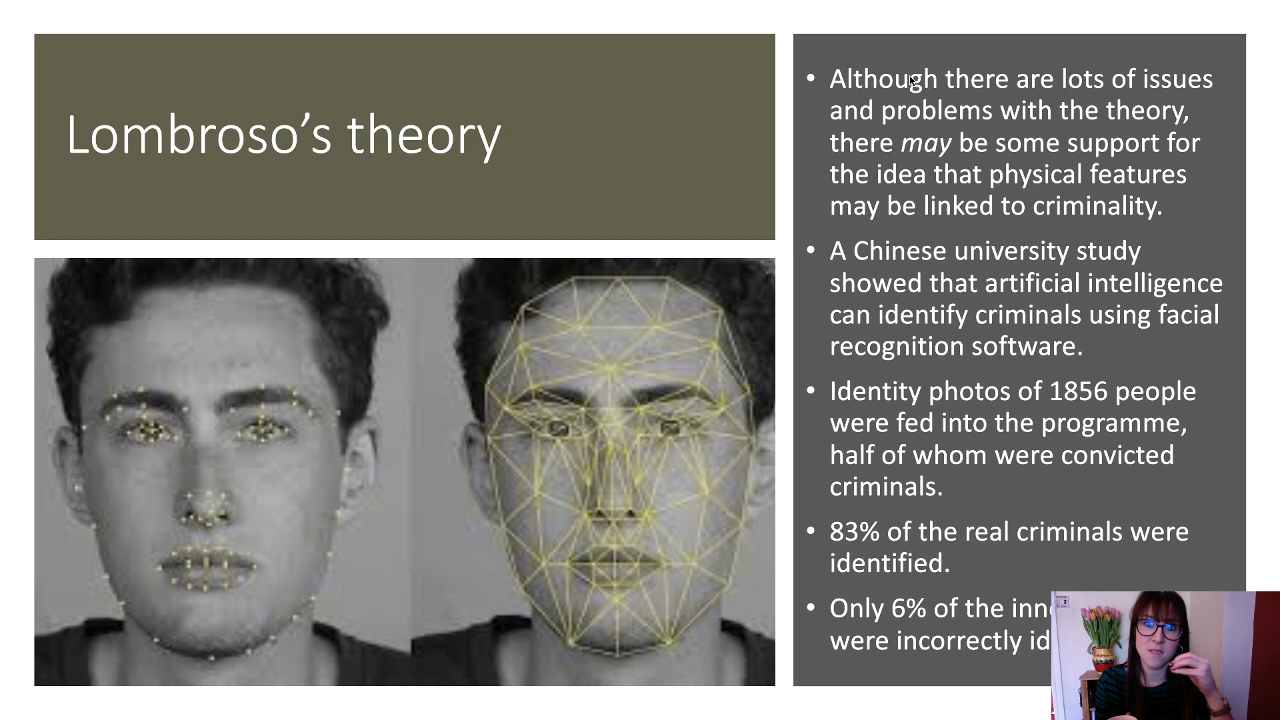 Lombroso’s theory
• Although there are lots of issues
and problems with the theory,
there may be some support for
the idea that physical features
may be linked to criminality.
• A Chinese university study
showed that artificial intelligence
can identify criminals using facial
recognition software.
• Identity photos of 1856 people
were fed into the programme,
half of whom were convicted
criminals.
• 83% of the real criminals were
identified.
• Only 6% of the
were incorrectly